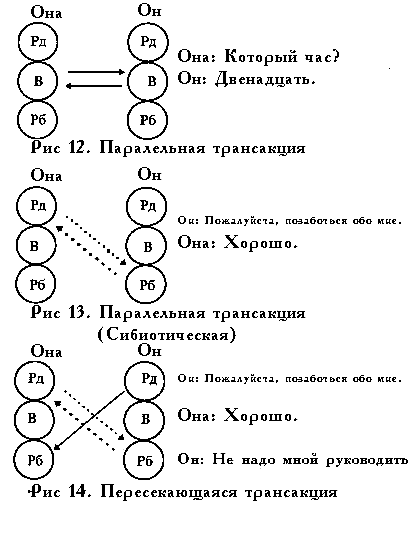 Она Он
Рд Рд
Она: Который час?
В В
Он: Двенадцать.
Рб Рб
Рис 12. Паралельная трансакция
Она Он
Рд Рд
Он: Пожалуйста, позаботься обо мне.
В В
Она: Хорошо.
Рб Рб
Рис 13. Паралельная трансакция
(Сибиотическая)
Она Он
Рд Рд
Он: Пожалуйста, позаботься обо мне.
В В
Она: Хорошо.
Рб Рб
Он: Не надо мной руководить
Рис 14. Пересекающаяся трансакция